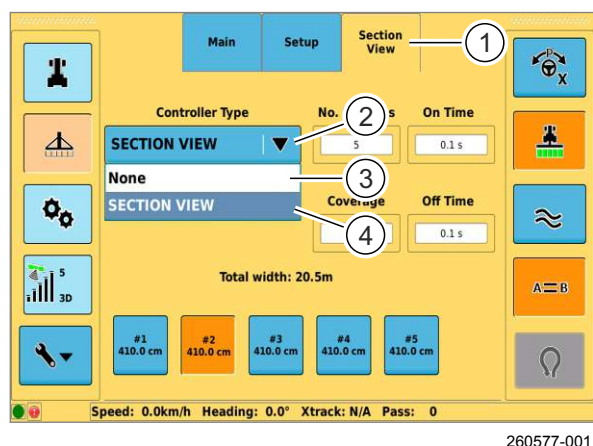 Main
Setup
Section
View
1
P
X
Controller Type
No.
s
On Time
2
SECTION VIEW
5
0.1 s
None
3
SECTION VIEW
Coverage
Off Time
4
0.1 s
5
3D
Total width: 20.5m
A=B
#1
410.0 cm
#2
410.0 cm
#3
410.0 cm
#4
410.0 cm
#5
410.0 cm
Speed: 0.0km/h Heading: 0.0° Xtrack: N/A Pass: 0
260577-001